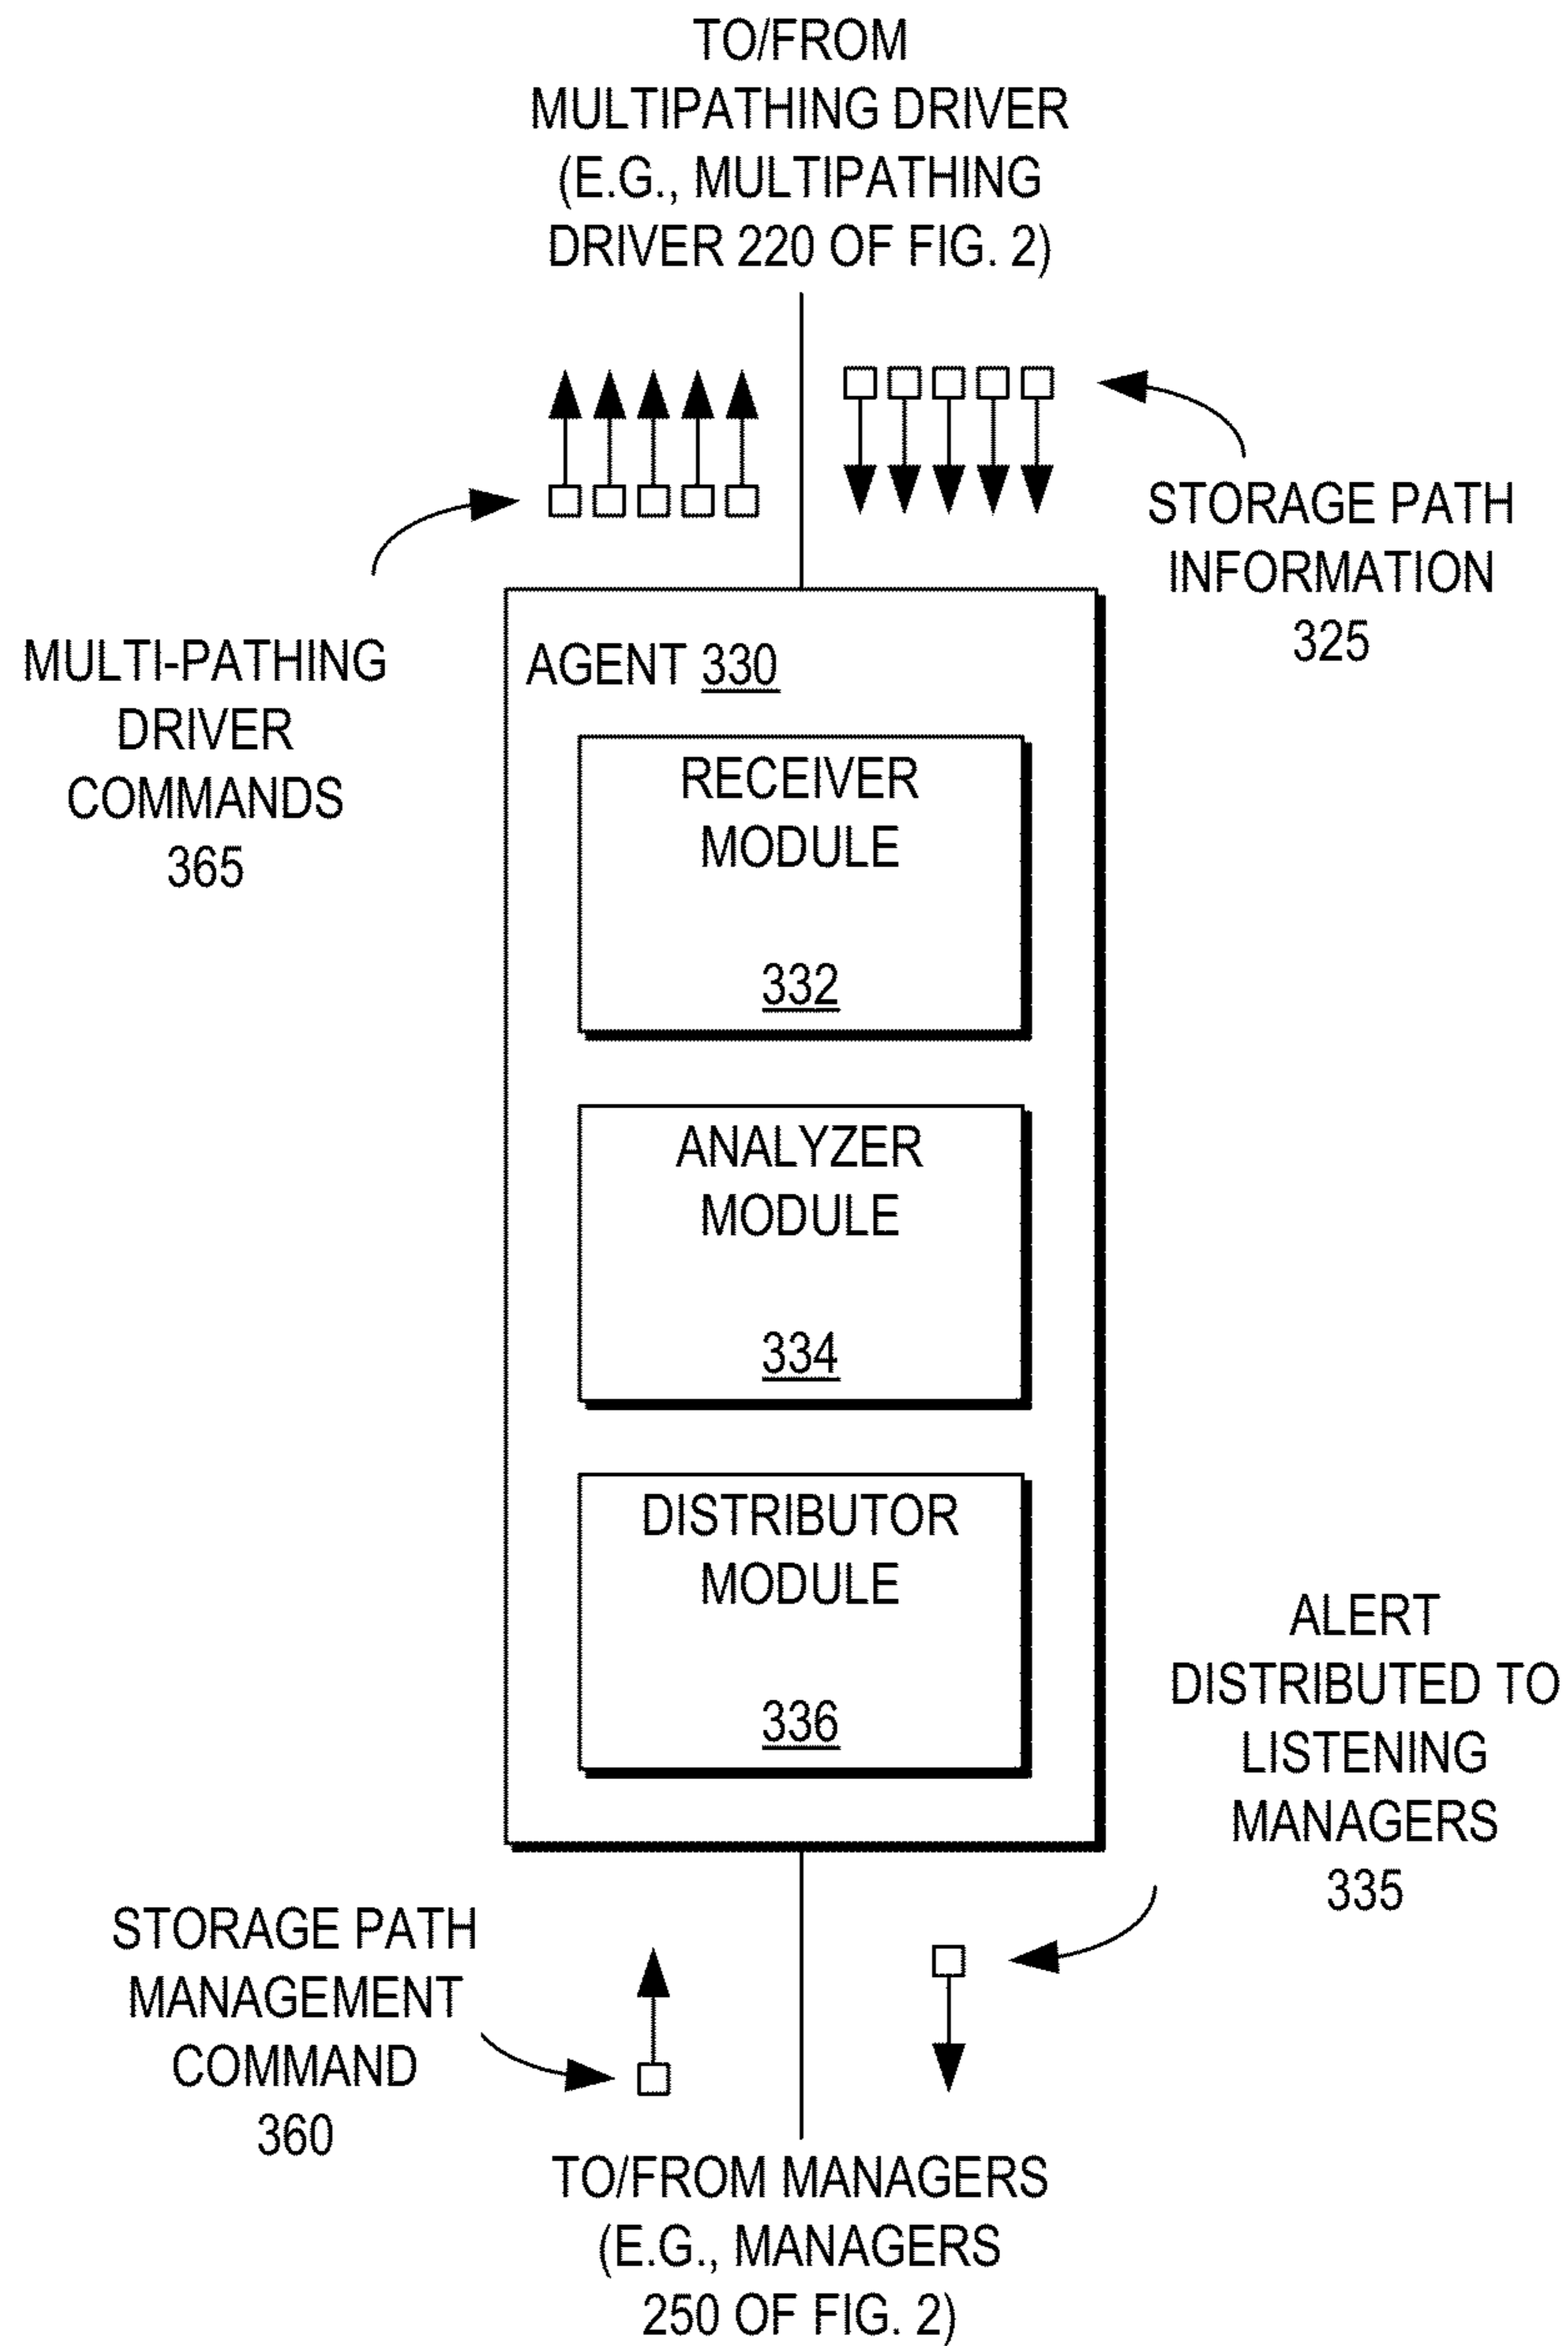 TO/FROM
MULTIPATHING DRIVER
(E.G., MULTIPATHING
DRIVER 220 OF FIG. 2)
STORAGE PATH
INFORMATION
325
MULTI-PATHING
DRIVER
COMMANDS
365
AGENT 330
RECEIVER
MODULE
332
ANALYZER
MODULE
334
DISTRIBUTOR
MODULE
336
ALERT
DISTRIBUTED TO
LISTENING
MANAGERS
335
STORAGE PATH
MANAGEMENT
COMMAND
360
TO/FROM MANAGERS
(E.G., MANAGERS
250 OF FIG. 2)